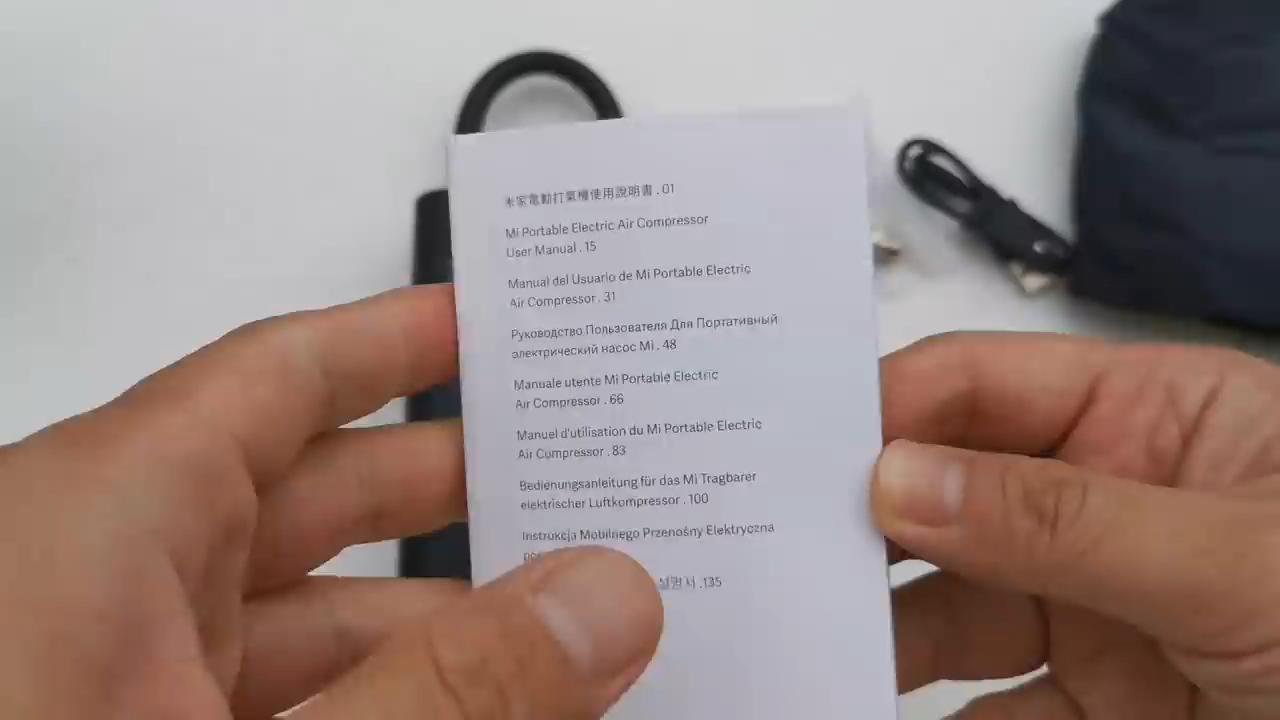 米家電動打氣機使用說明書 . 01
Mi Portable Electric Air Compressor
User Manual . 15
Manual del Usuario de Mi Portable Electric
Air Compressor . 31
Руководство Пользователя Для Портативный
электрический насос Mi . 48
Manuale utente Mi Portable Electric
Air Compressor . 66
Manuel d'utilisation du Mi Portable Electric
Air Compressor . 83
Bedienungsanleitung für das Mi Tragbarer
elektrischer Luftkompressor . 100
Instrukcja Mobilnego Przenośny Elektryczna
설명서 .135